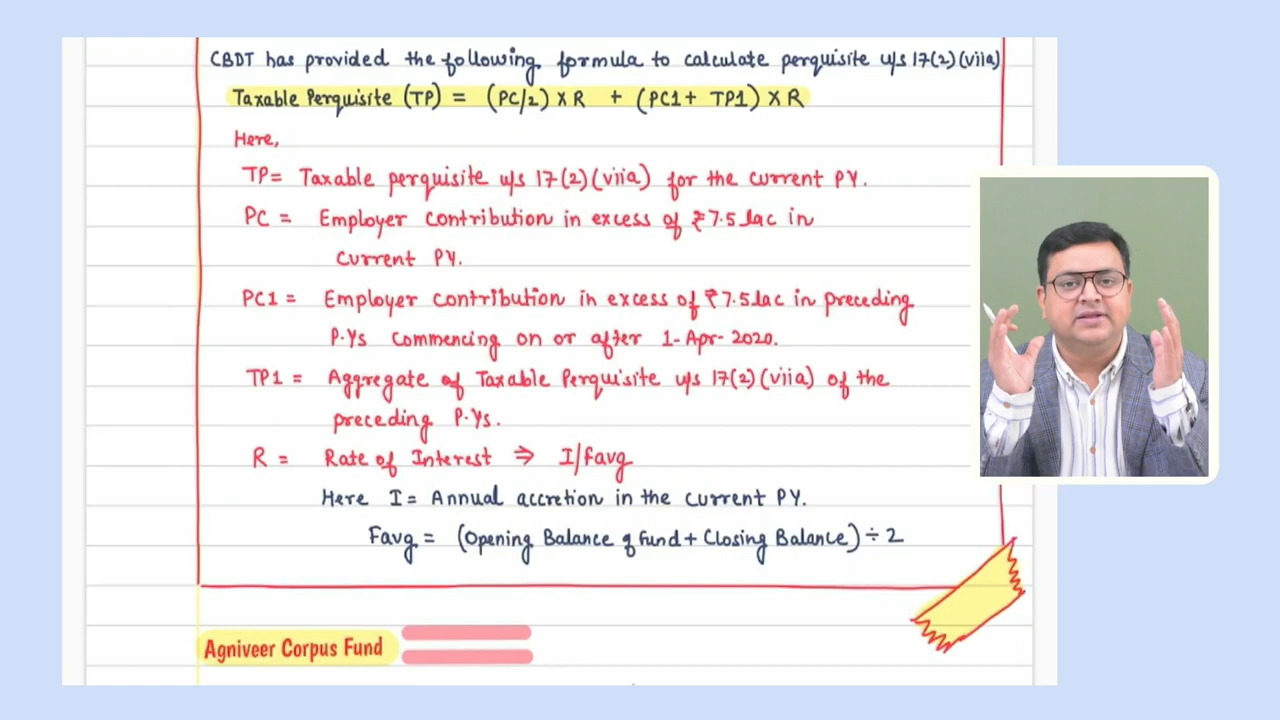 CBDT has provided the following formula to calculate perquisite u/s 17(2)(viia)
Taxable Perquisite (TP) = (PC/2) X R + (PC1+ TP1) X R
Here,
TP= Taxable perquisite u/s 17(2)(viia) for the current PY.
PC = Employer contribution in excess of ₹7.5 lac in
current PY.
PC1 = Employer contribution in excess of ₹7.5 lac in preceding
P.Ys commencing on or after 1-Apr-2020.
TP1 = Aggregate of Taxable Perquisite u/s 17(2)(viia) of the
preceding P.Ys.
R = Rate of Interest ⇒ I/favg
Here I = Annual accretion in the current PY.
Favg = (Opening Balance of fund + Closing Balance) ÷ 2
Agniveer Corpus Fund